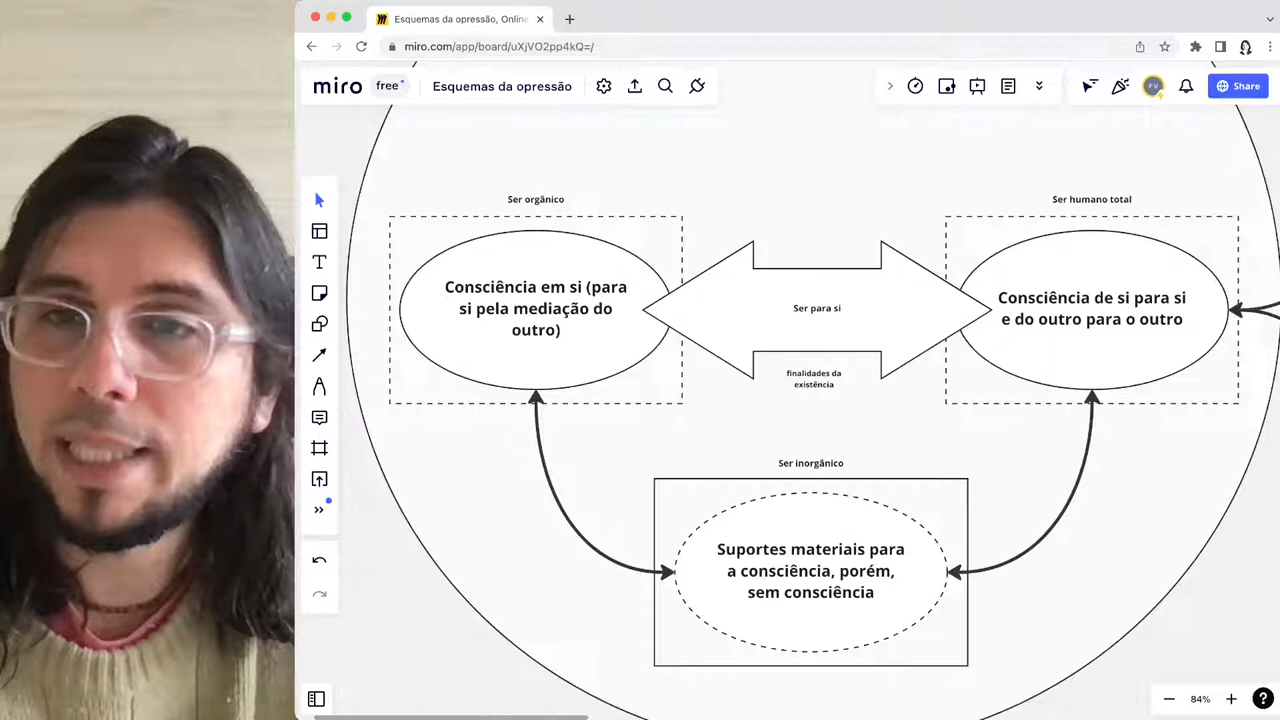 Esquemas da opressão, Online
miro.com/app/board/uXjVO2pp4kQ=/
miro
free
Esquemas da opressão
FV
Share
Ser orgânico
Ser humano total
Consciência em si (para
si pela mediação do
outro)
Ser para si
Consciência de si para si
e do outro para o outro
finalidades da
existência
Ser inorgânico
Suportes materiais para
a consciência, porém,
sem consciência
84%